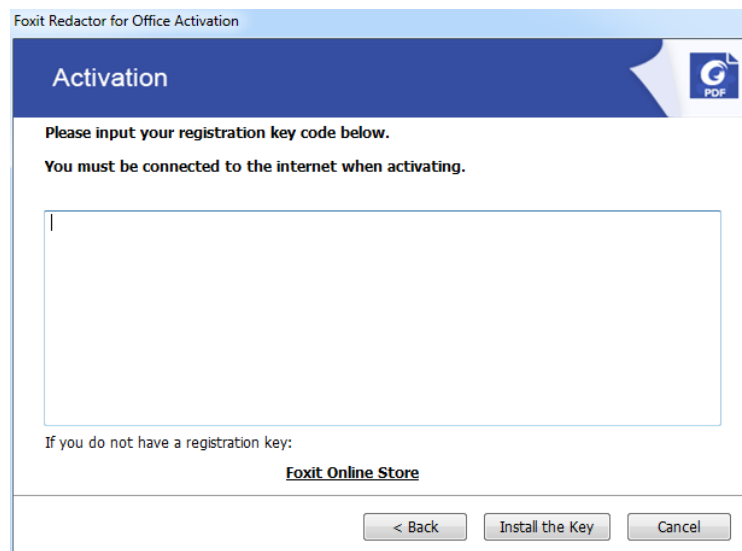 Foxit Redactor for Office Activation
Activation
PDF
Please input your registration key code below.
You must be connected to the internet when activating.
If you do not have a registration key:
Foxit Online Store
< Back
Install the Key
Cancel